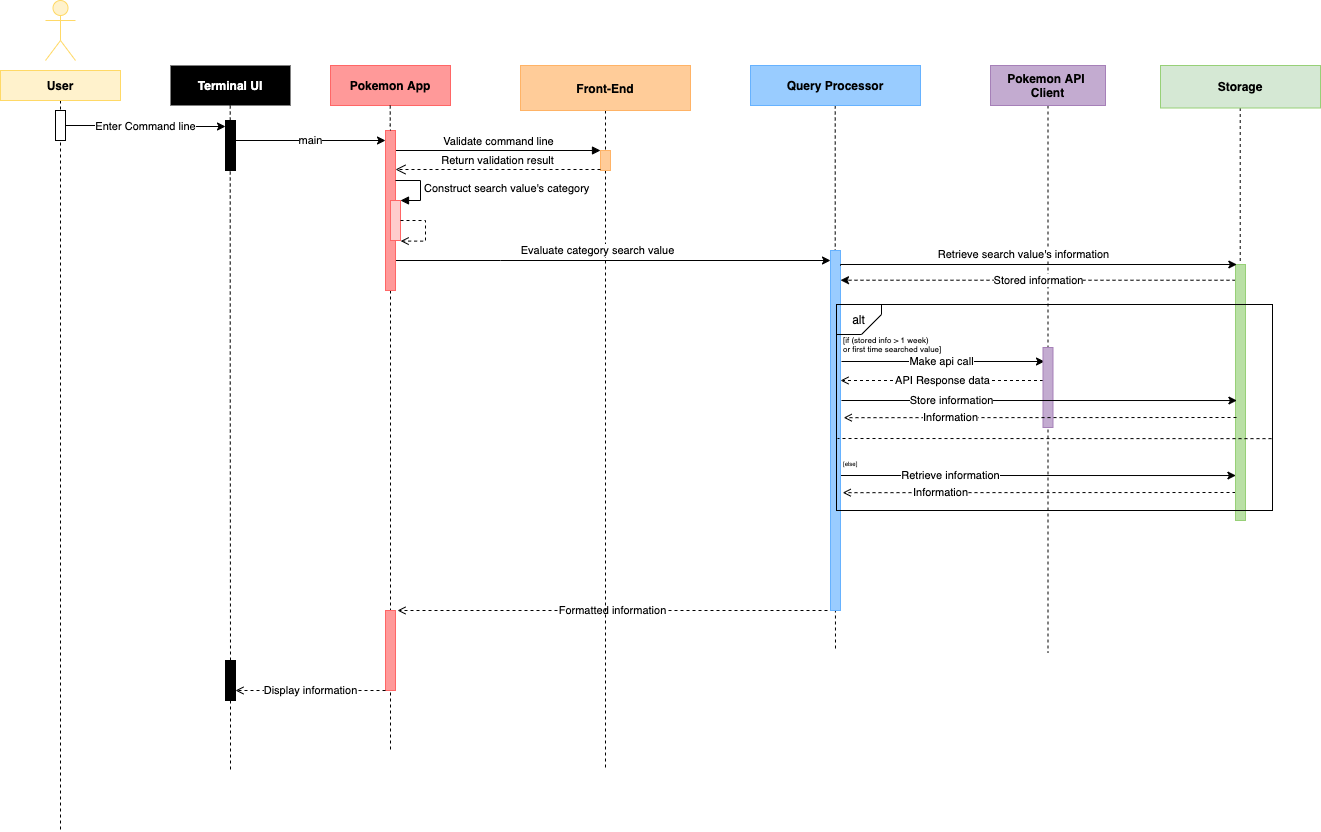 User
Terminal UI
Pokemon App
Front-End
Query Processor
Pokemon API
Client
Storage
Enter Command line
main
Validate command line
Return validation result
Construct search value's category
Evaluate category search value
Retrieve search value's information
Stored information
alt
[if (stored info > 1 week)
or first time searched value]
Make api call
API Response data
Store information
Information
[else]
Retrieve information
Information
Formatted information
Display information